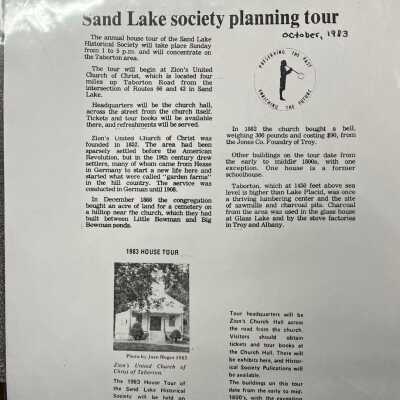 Sand Lake society planning tour
October, 1983
The annual house tour of the Sand Lake
Historical Society will take place Sunday
from 1 to 5 p.m. and will concentrate on
the Taborton area.
The tour will begin at Zion's United
Church of Christ, which is located four
miles up Taborton Road from the
intersection of Routes 66 and 43 in Sand
Lake.
Headquarters will be the church hall,
across the street from the church itself.
Tickets and tour books will be available
there, and refreshments will be served.
Zion's United Church of Christ was
founded in 1852. The area had been
sparsely settled before the American
Revolution, but in the 19th century drew
settlers, many of whom came from Hesse
in Germany to start a new life here and
started what were called "garden farms"
in the hill country. The service was
conducted in German until 1906.
In December 1866 the congregation
bought an acre of land for a cemetery on
a hilltop near the church, which they had
built between Little Bowman and Big
Bowman ponds.
PRESERVING THE PAST
ENRICHING THE FUTURE
In 1883 the church bought a bell,
weighing 300 pounds and costing $90, from
the Jones Co. Foundry of Troy.
Other buildings on the tour date from
the early to middle 1800s, with one
exception. One house is a former
schoolhouse.
Taborton, which at 1450 feet above sea
level is higher than Lake Placid, was once
a thriving lumbering center and the site
of sawmills and charcoal pits. Charcoal
from the area was used in the glass house
at Glass Lake and by the stove factories
in Troy and Albany.
1983 HOUSE TOUR
Photo by Jane Rogan 1983
Zion's United Church of
Christ of Taborton.
The 1983 House Tour of
the Sand Lake Historical
Society will be held on
Tour headquarters will be
Zion's Church Hall across
the road from the church.
Visitors should obtain
tickets and tour books at
the Church Hall. There will
be exhibits here, and Histor-
ical Society Pulications will
be available.
The buildings on this tour
date from the early to mid-
1800's, with the exception